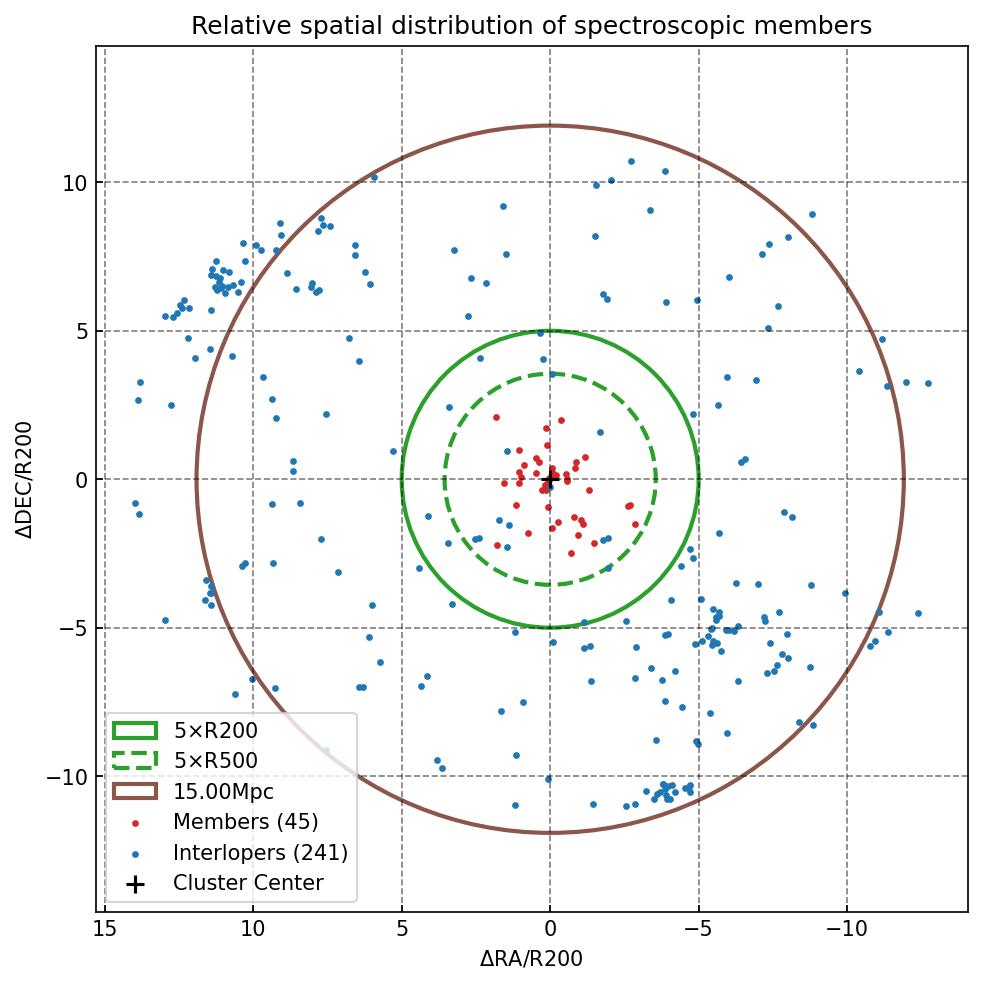 Relative spatial distribution of spectroscopic members
ΔDEC/R200
10
5
0
−5
−10
5×R200
5×R500
15.00Mpc
Members (45)
Interlopers (241)
Cluster Center
15 10 5 0 −5 −10
ΔRA/R200